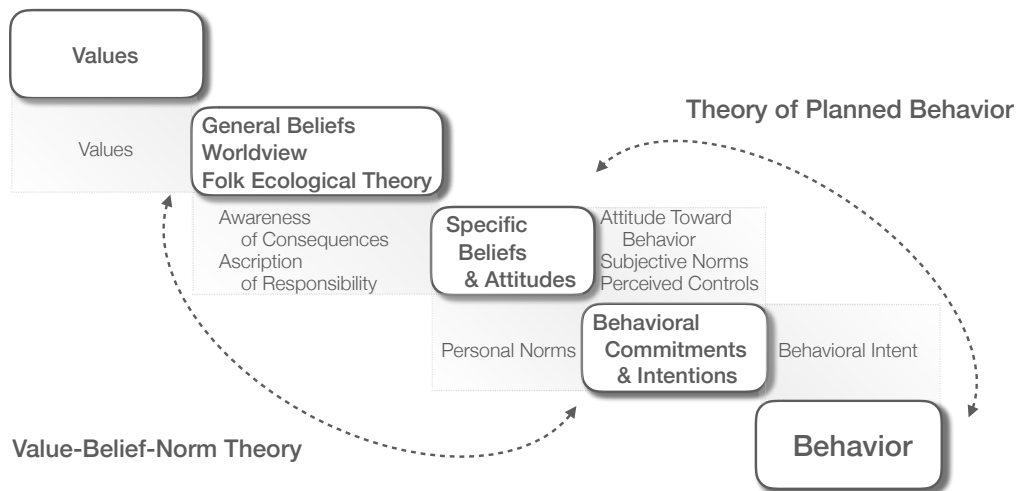 Values
Theory of Planned Behavior
Values
General Beliefs
Worldview
Folk Ecological Theory
Awareness
of Consequences
Ascription
of Responsibility
Specific
Beliefs
& Attitudes
Attitude Toward
Behavior
Subjective Norms
Perceived Controls
Personal Norms
Behavioral
Commitments
& Intentions
Behavioral Intent
Value-Belief-Norm Theory
Behavior